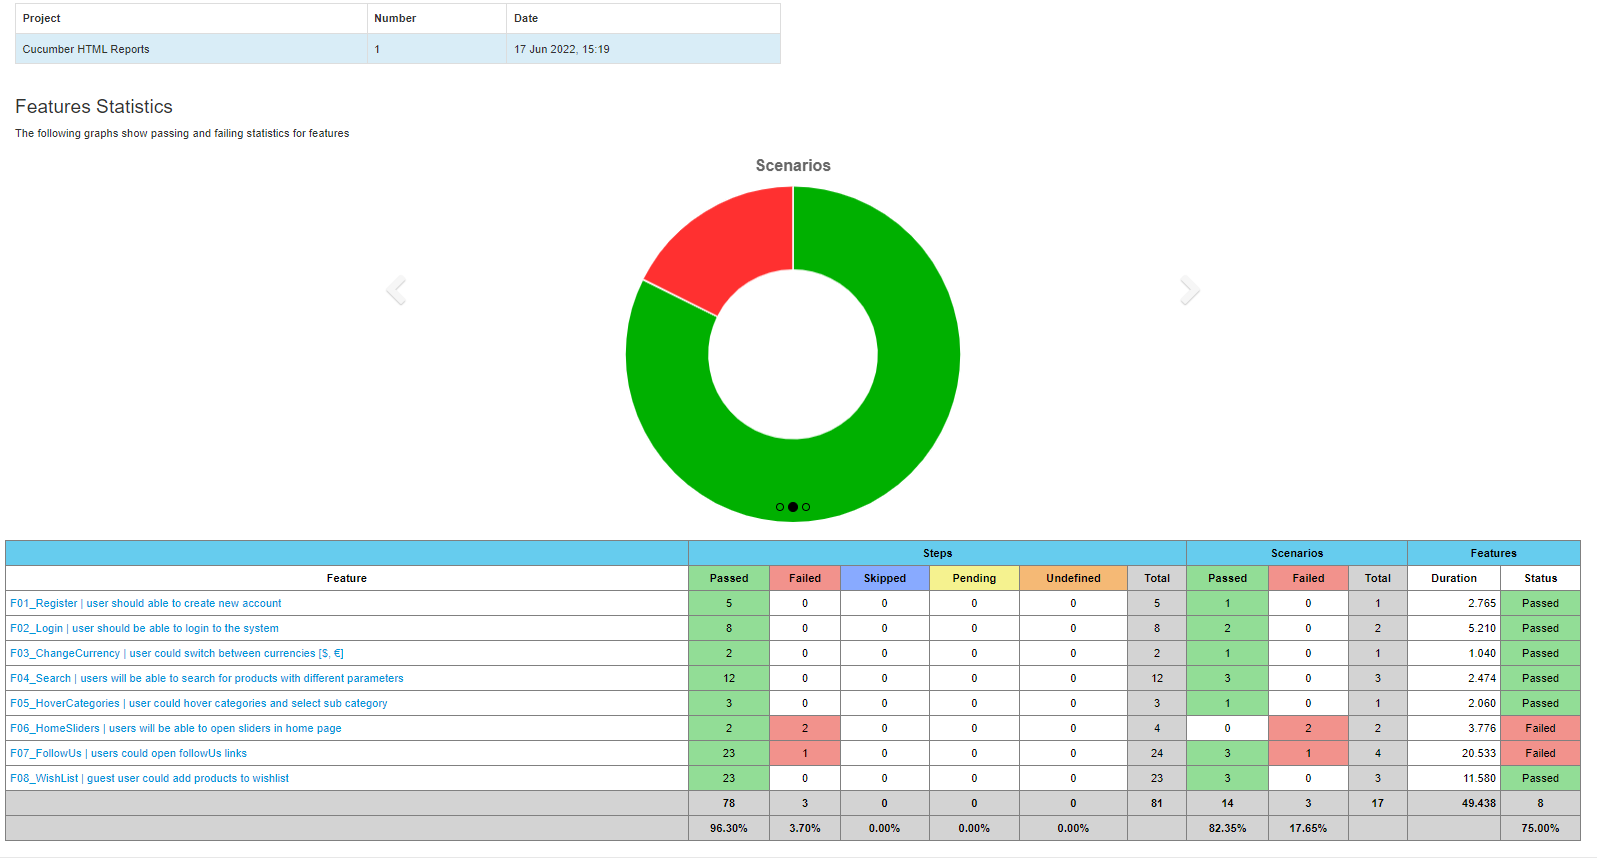 Project Number Date
Cucumber HTML Reports 1 17 Jun 2022, 15:19
Features Statistics
The following graphs show passing and failing statistics for features
Scenarios
Steps Scenarios Features
Feature Passed Failed Skipped Pending Undefined Total Passed Failed Total Duration Status
F01_Register | user should able to create new account 5 0 0 0 0 5 1 0 1 2.765 Passed
F02_Login | user should be able to login to the system 8 0 0 0 0 8 2 0 2 5.210 Passed
F03_ChangeCurrency | user could switch between currencies [$, €] 2 0 0 0 0 2 1 0 1 1.040 Passed
F04_Search | users will be able to search for products with different parameters 12 0 0 0 0 12 3 0 3 2.474 Passed
F05_HoverCategories | user could hover categories and select sub category 3 0 0 0 0 3 1 0 1 2.060 Passed
F06_HomeSliders | users will be able to open sliders in home page 2 2 0 0 0 4 0 2 2 3.776 Failed
F07_FollowUs | users could open followUs links 23 1 0 0 0 24 3 1 4 20.533 Failed
F08_WishList | guest user could add products to wishlist 23 0 0 0 0 23 3 0 3 11.580 Passed
78 3 0 0 0 81 14 3 17 49.438 8
96.30% 3.70% 0.00% 0.00% 0.00% 82.35% 17.65% 75.00%